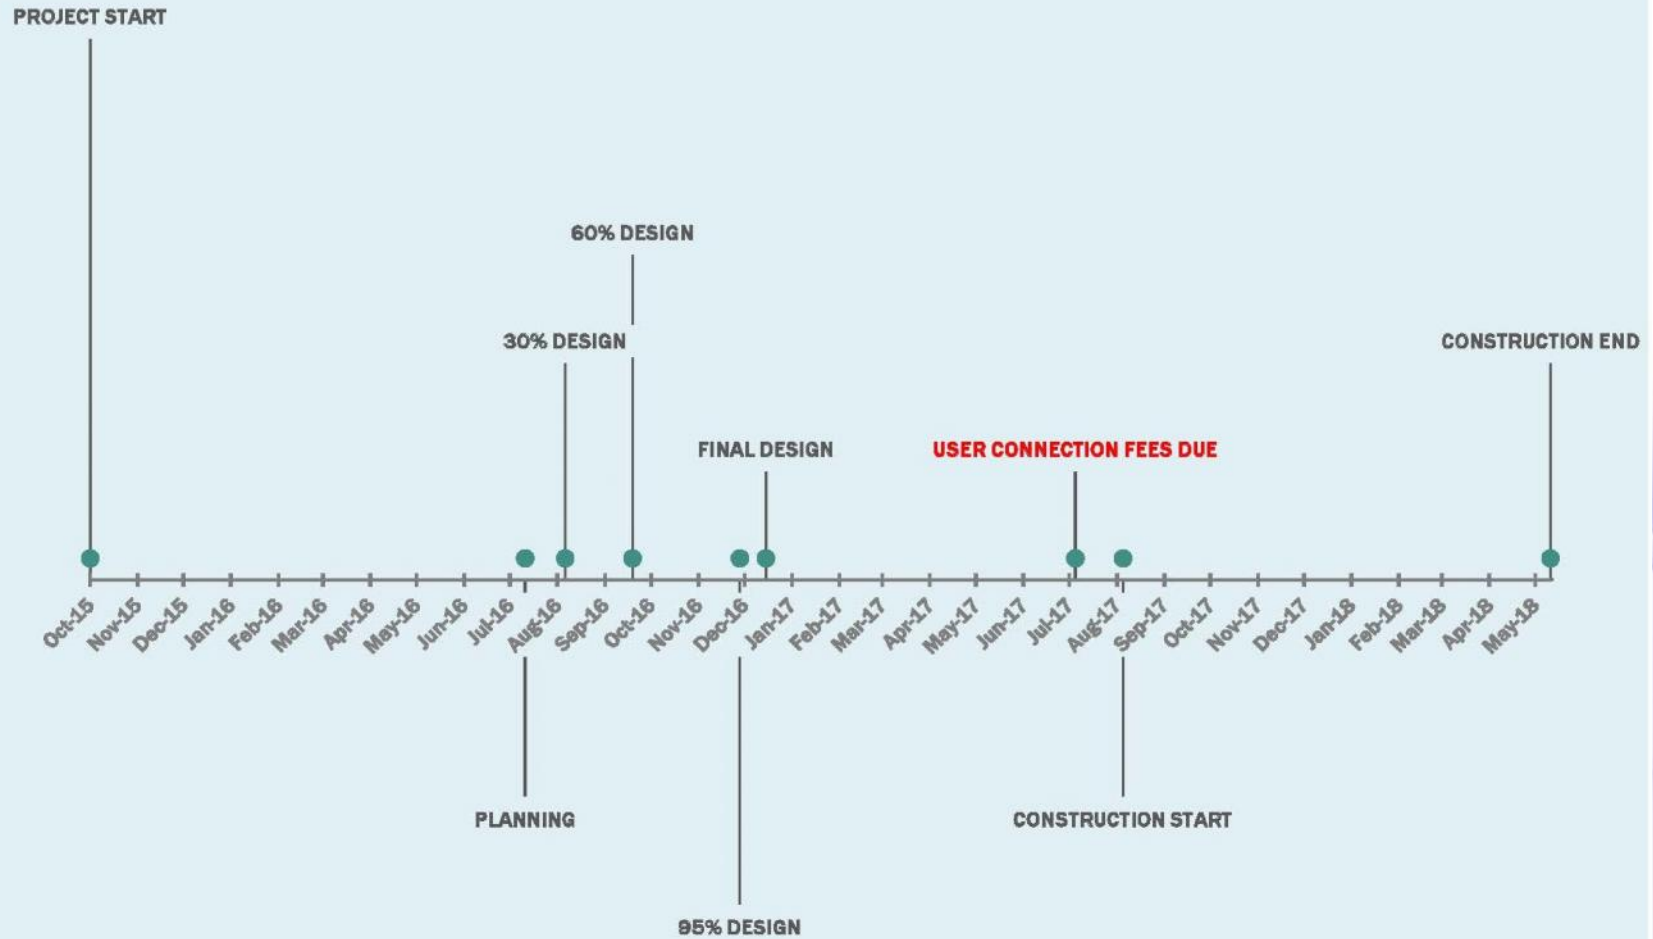 PROJECT START
60% DESIGN
30% DESIGN
CONSTRUCTION END
FINAL DESIGN
USER CONNECTION FEES DUE
Oct-15
Nov-15
Dec-15
Jan-16
Feb-16
Mar-16
Apr-16
May-16
Jun-16
Jul-16
Aug-16
Sep-16
Oct-16
Nov-16
Dec-16
Jan-17
Feb-17
Mar-17
Apr-17
May-17
Jun-17
Jul-17
Aug-17
Sep-17
Oct-17
Nov-17
Dec-17
Jan-18
Feb-18
Mar-18
Apr-18
May-18
PLANNING
CONSTRUCTION START
95% DESIGN